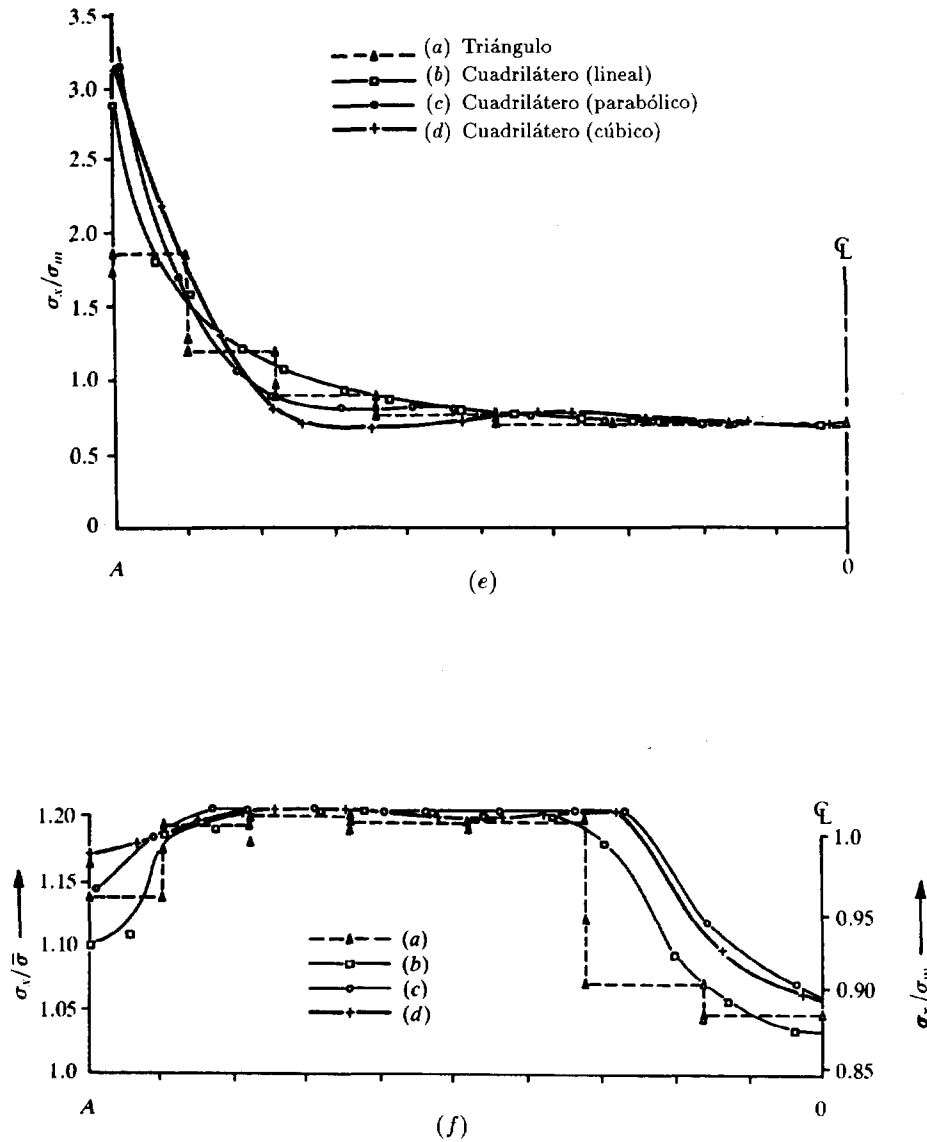 3.5
(a) Triángulo
(b) Cuadrilátero (lineal)
(c) Cuadrilátero (parabólico)
(d) Cuadrilátero (cúbico)
3.0
2.5
2.0
1.5
1.0
0.5
0
σx/σm
℄
A
0
(e)
1.20
1.15
1.10
1.05
1.0
σx/σ̅
℄
1.0
0.95
0.90
0.85
σx/σm
(a)
(b)
(c)
(d)
A
0
(f)